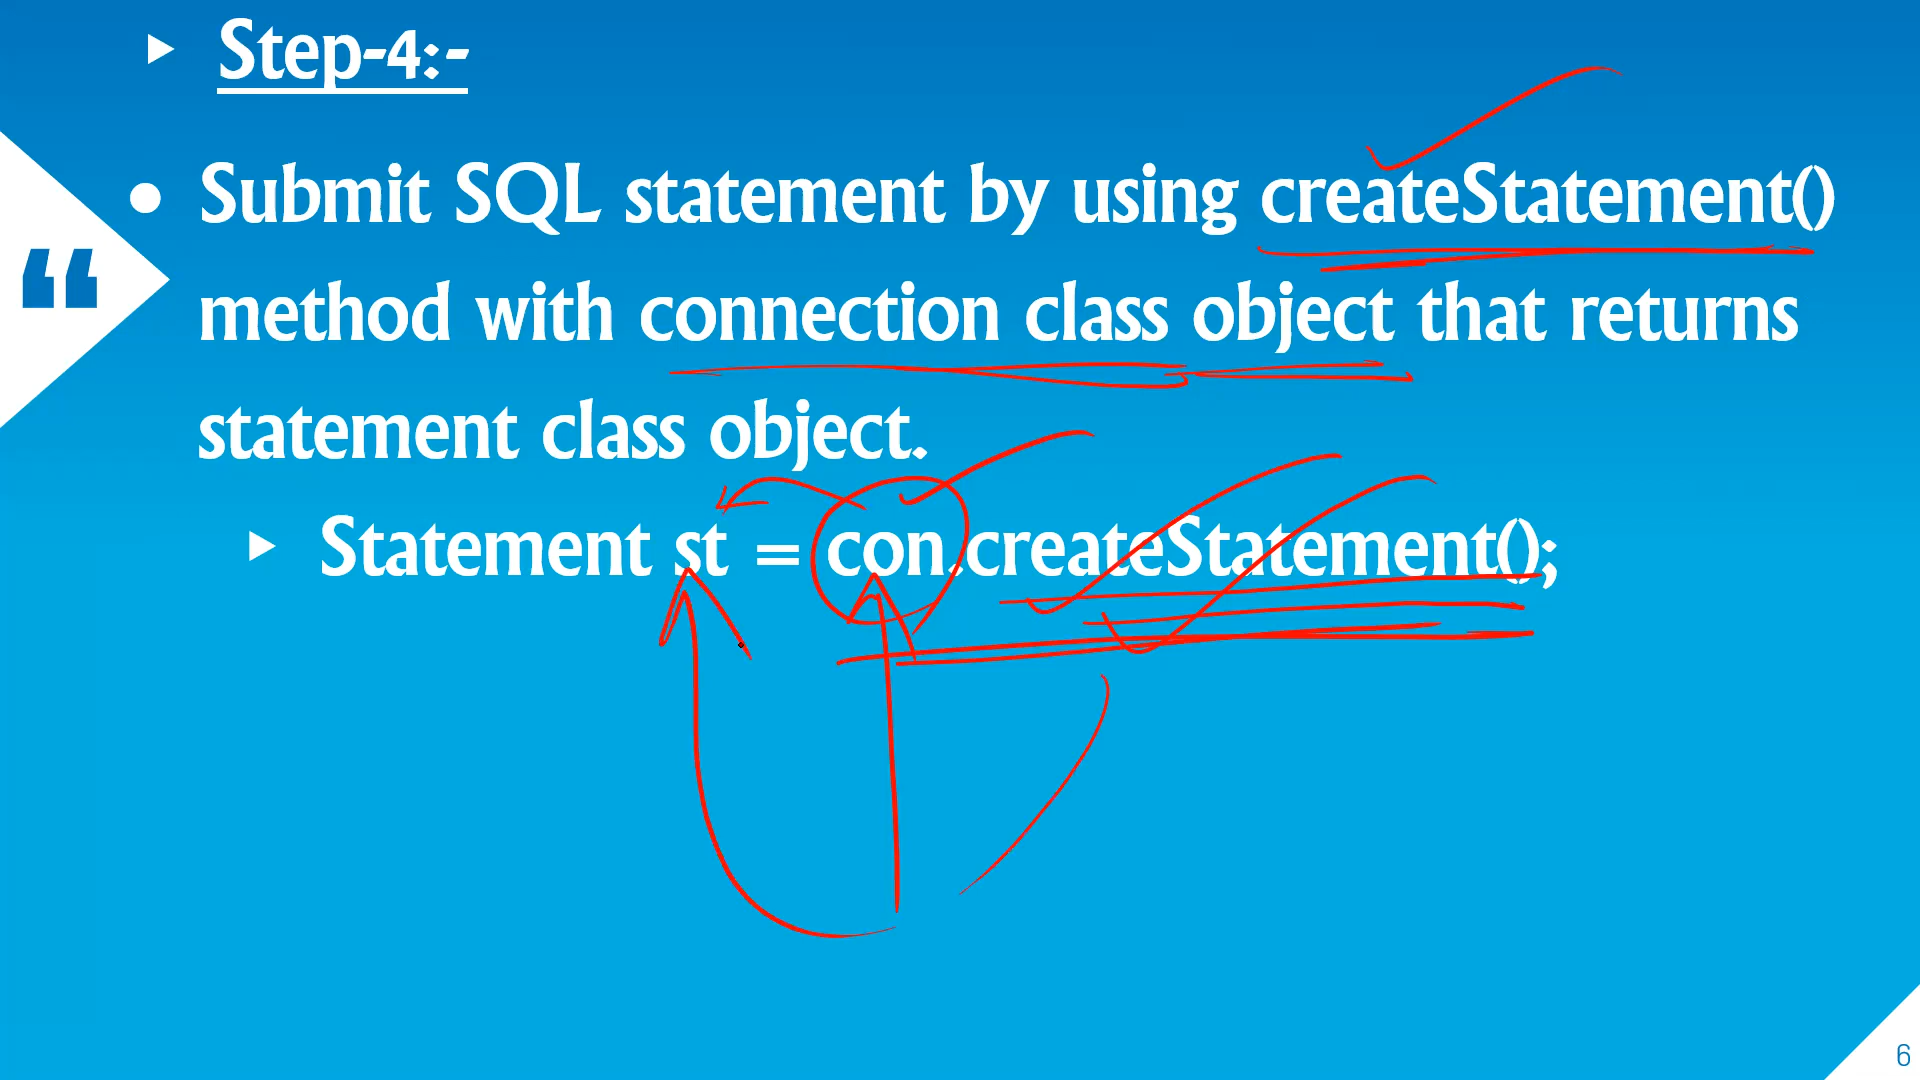 Step-4:-
Submit SQL statement by using createStatement()
“
method with connection class object that returns
statement class object.
Statement st = con.createStatement();
6